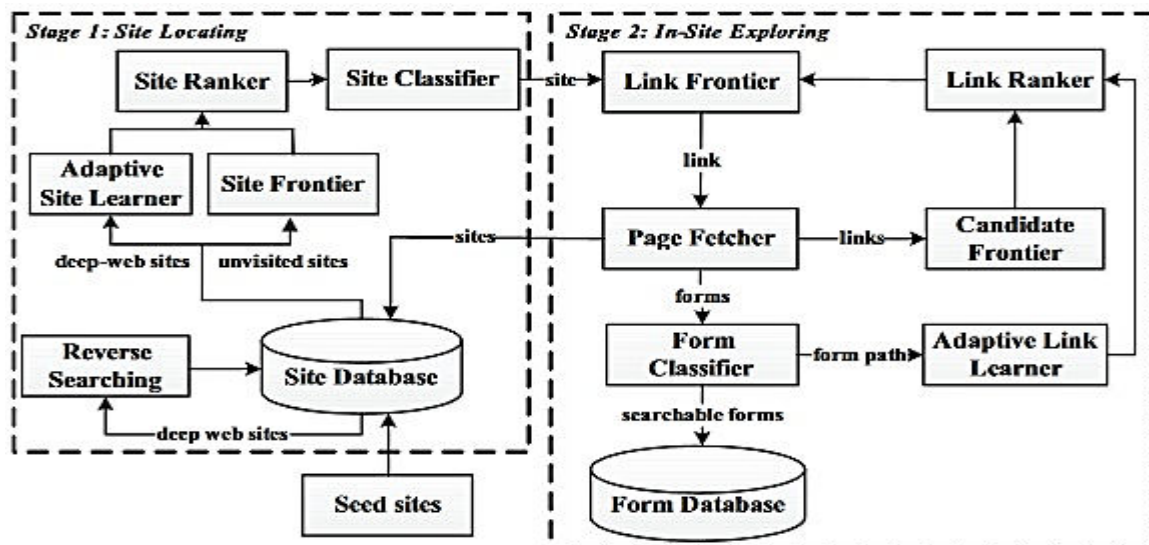 Stage 1: Site Locating
Site Ranker
Site Classifier
site
Adaptive
Site Learner
Site Frontier
deep-web sites
unvisited sites
sites
Reverse
Searching
Site Database
deep web sites
Seed sites
Stage 2: In-Site Exploring
Link Frontier
Link Ranker
link
Page Fetcher
links
Candidate
Frontier
forms
Form
Classifier
form path
Adaptive Link
Learner
searchable forms
Form Database